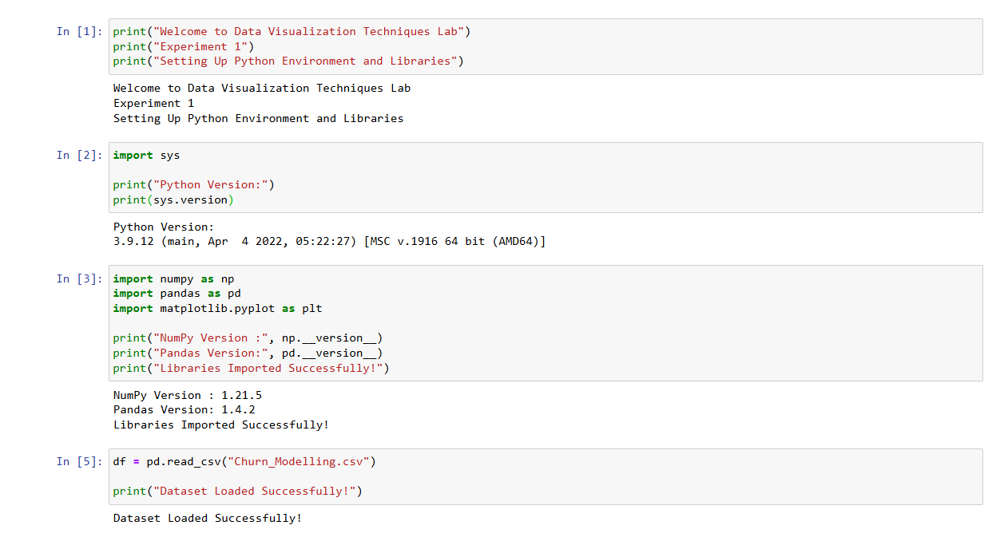 In [1]: print("Welcome to Data Visualization Techniques Lab")
print("Experiment 1")
print("Setting Up Python Environment and Libraries")
Welcome to Data Visualization Techniques Lab
Experiment 1
Setting Up Python Environment and Libraries
In [2]: import sys
print("Python Version:")
print(sys.version)
Python Version:
3.9.12 (main, Apr  4 2022, 05:22:27) [MSC v.1916 64 bit (AMD64)]
In [3]: import numpy as np
import pandas as pd
import matplotlib.pyplot as plt
print("NumPy Version :", np.__version__)
print("Pandas Version:", pd.__version__)
print("Libraries Imported Successfully!")
NumPy Version : 1.21.5
Pandas Version: 1.4.2
Libraries Imported Successfully!
In [5]: df = pd.read_csv("Churn_Modelling.csv")
print("Dataset Loaded Successfully!")
Dataset Loaded Successfully!